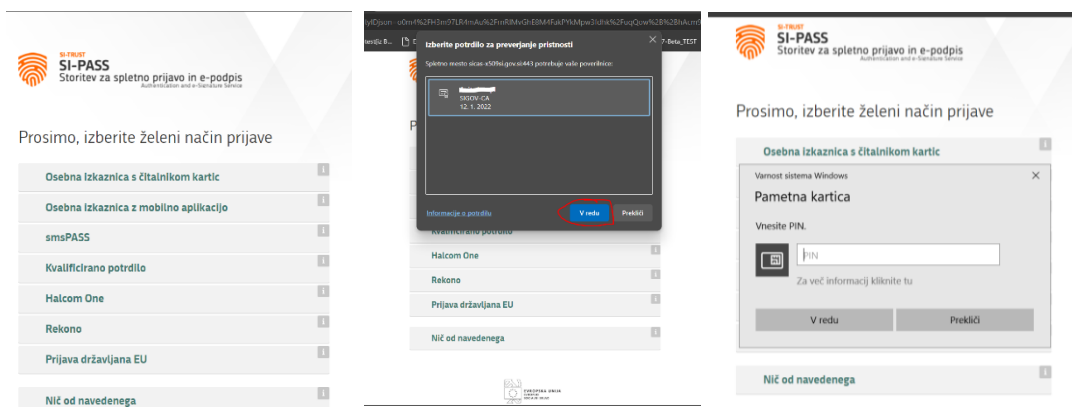 SI-TRUST
SI-PASS
Storitev za spletno prijavo in e-podpis
Authentication and e-Signature Service
Prosimo, izberite želeni način prijave
Osebna izkaznica s čitalnikom kartic
Osebna izkaznica z mobilno aplikacijo
smsPASS
Kvalificirano potrdilo
Halcom One
Rekono
Prijava državljana EU
Nič od navedenega
Izberite potrdilo za preverjanje pristnosti
Spletno mesto sicas-x509si.gov.si:443 potrebuje vaše poverilnice:
SIGOV-CA
12. 1. 2022
Informacije o potrdilu
V redu
Prekliči
Kvalificirano potrdilo
Halcom One
Rekono
Prijava državljana EU
Nič od navedenega
EVROPSKA UNIJA
SI-TRUST
SI-PASS
Storitev za spletno prijavo in e-podpis
Authentication and e-Signature Service
Prosimo, izberite želeni način prijave
Osebna izkaznica s čitalnikom kartic
Varnost sistema Windows
Pametna kartica
Vnesite PIN.
PIN
Za več informacij kliknite tu
V redu
Prekliči
Nič od navedenega